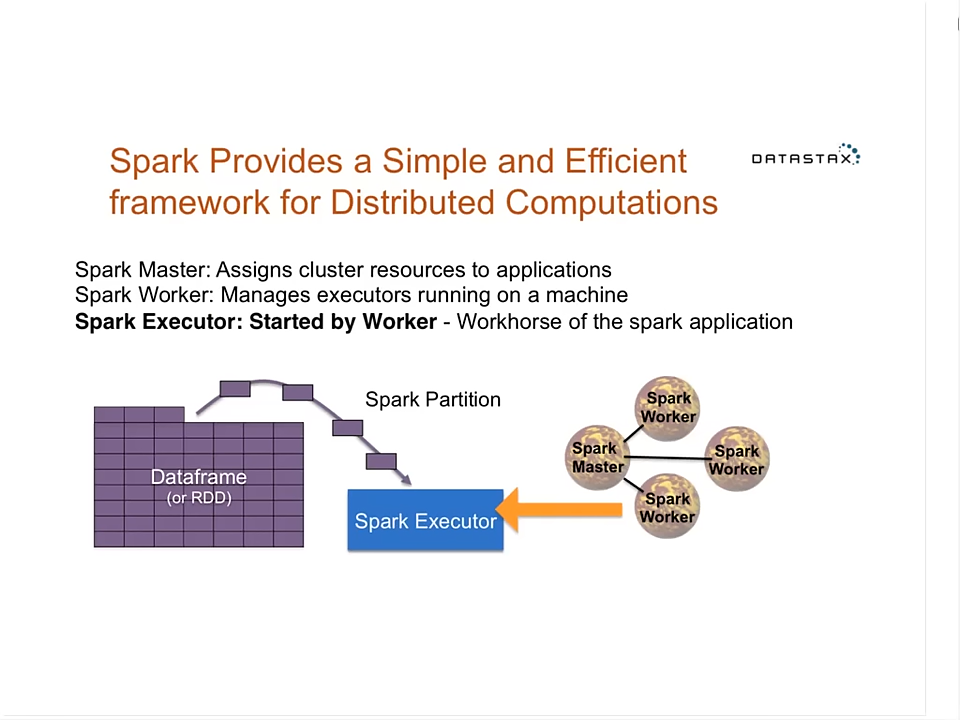 Spark Provides a Simple and Efficient
framework for Distributed Computations
DATASTAX
Spark Master: Assigns cluster resources to applications
Spark Worker: Manages executors running on a machine
Spark Executor: Started by Worker - Workhorse of the spark application
Spark Partition
Dataframe
(or RDD)
Spark Executor
Spark
Worker
Spark
Master
Spark
Worker
Spark
Worker